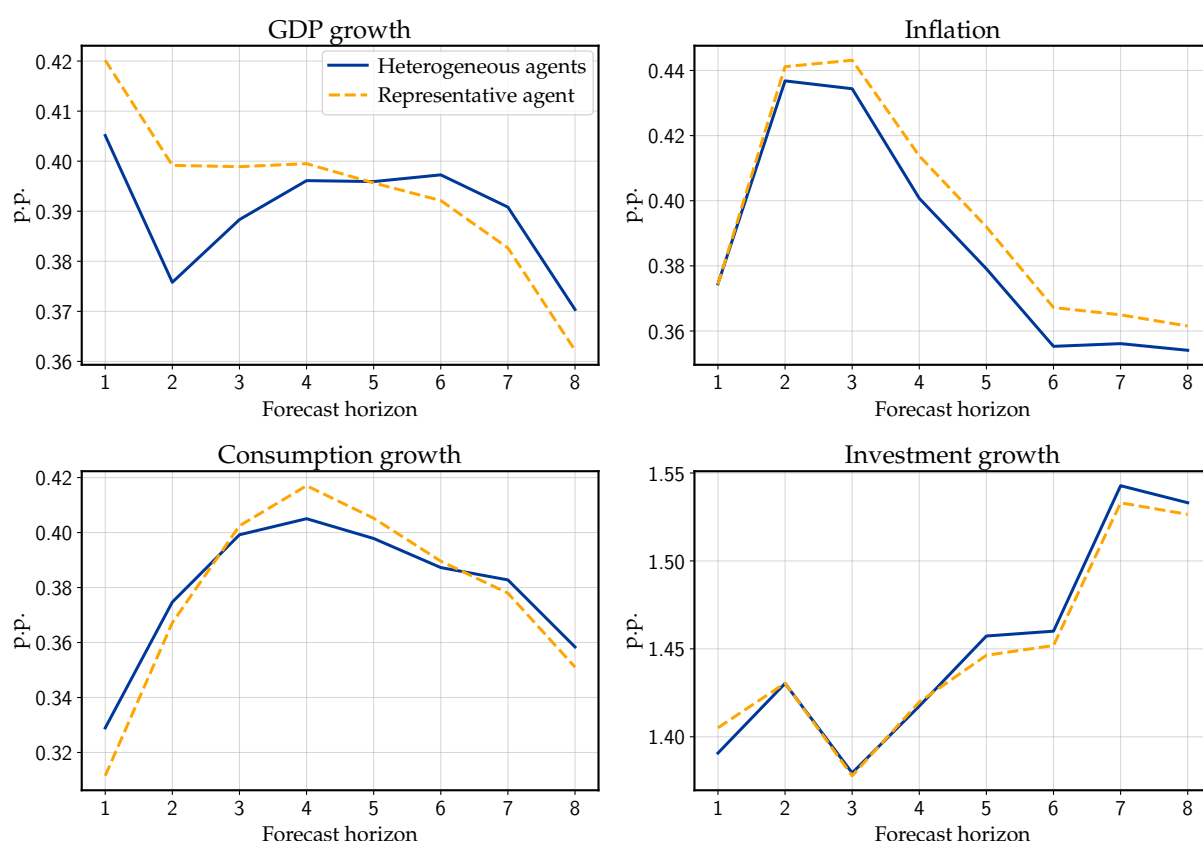 GDP growth
0.42
0.41
0.40
0.39
0.38
0.37
0.36
p.p.
Heterogeneous agents
Representative agent
1 2 3 4 5 6 7 8
Forecast horizon
Inflation
0.44
0.42
0.40
0.38
0.36
p.p.
1 2 3 4 5 6 7 8
Forecast horizon
Consumption growth
0.42
0.40
0.38
0.36
0.34
0.32
p.p.
1 2 3 4 5 6 7 8
Forecast horizon
Investment growth
1.55
1.50
1.45
1.40
p.p.
1 2 3 4 5 6 7 8
Forecast horizon